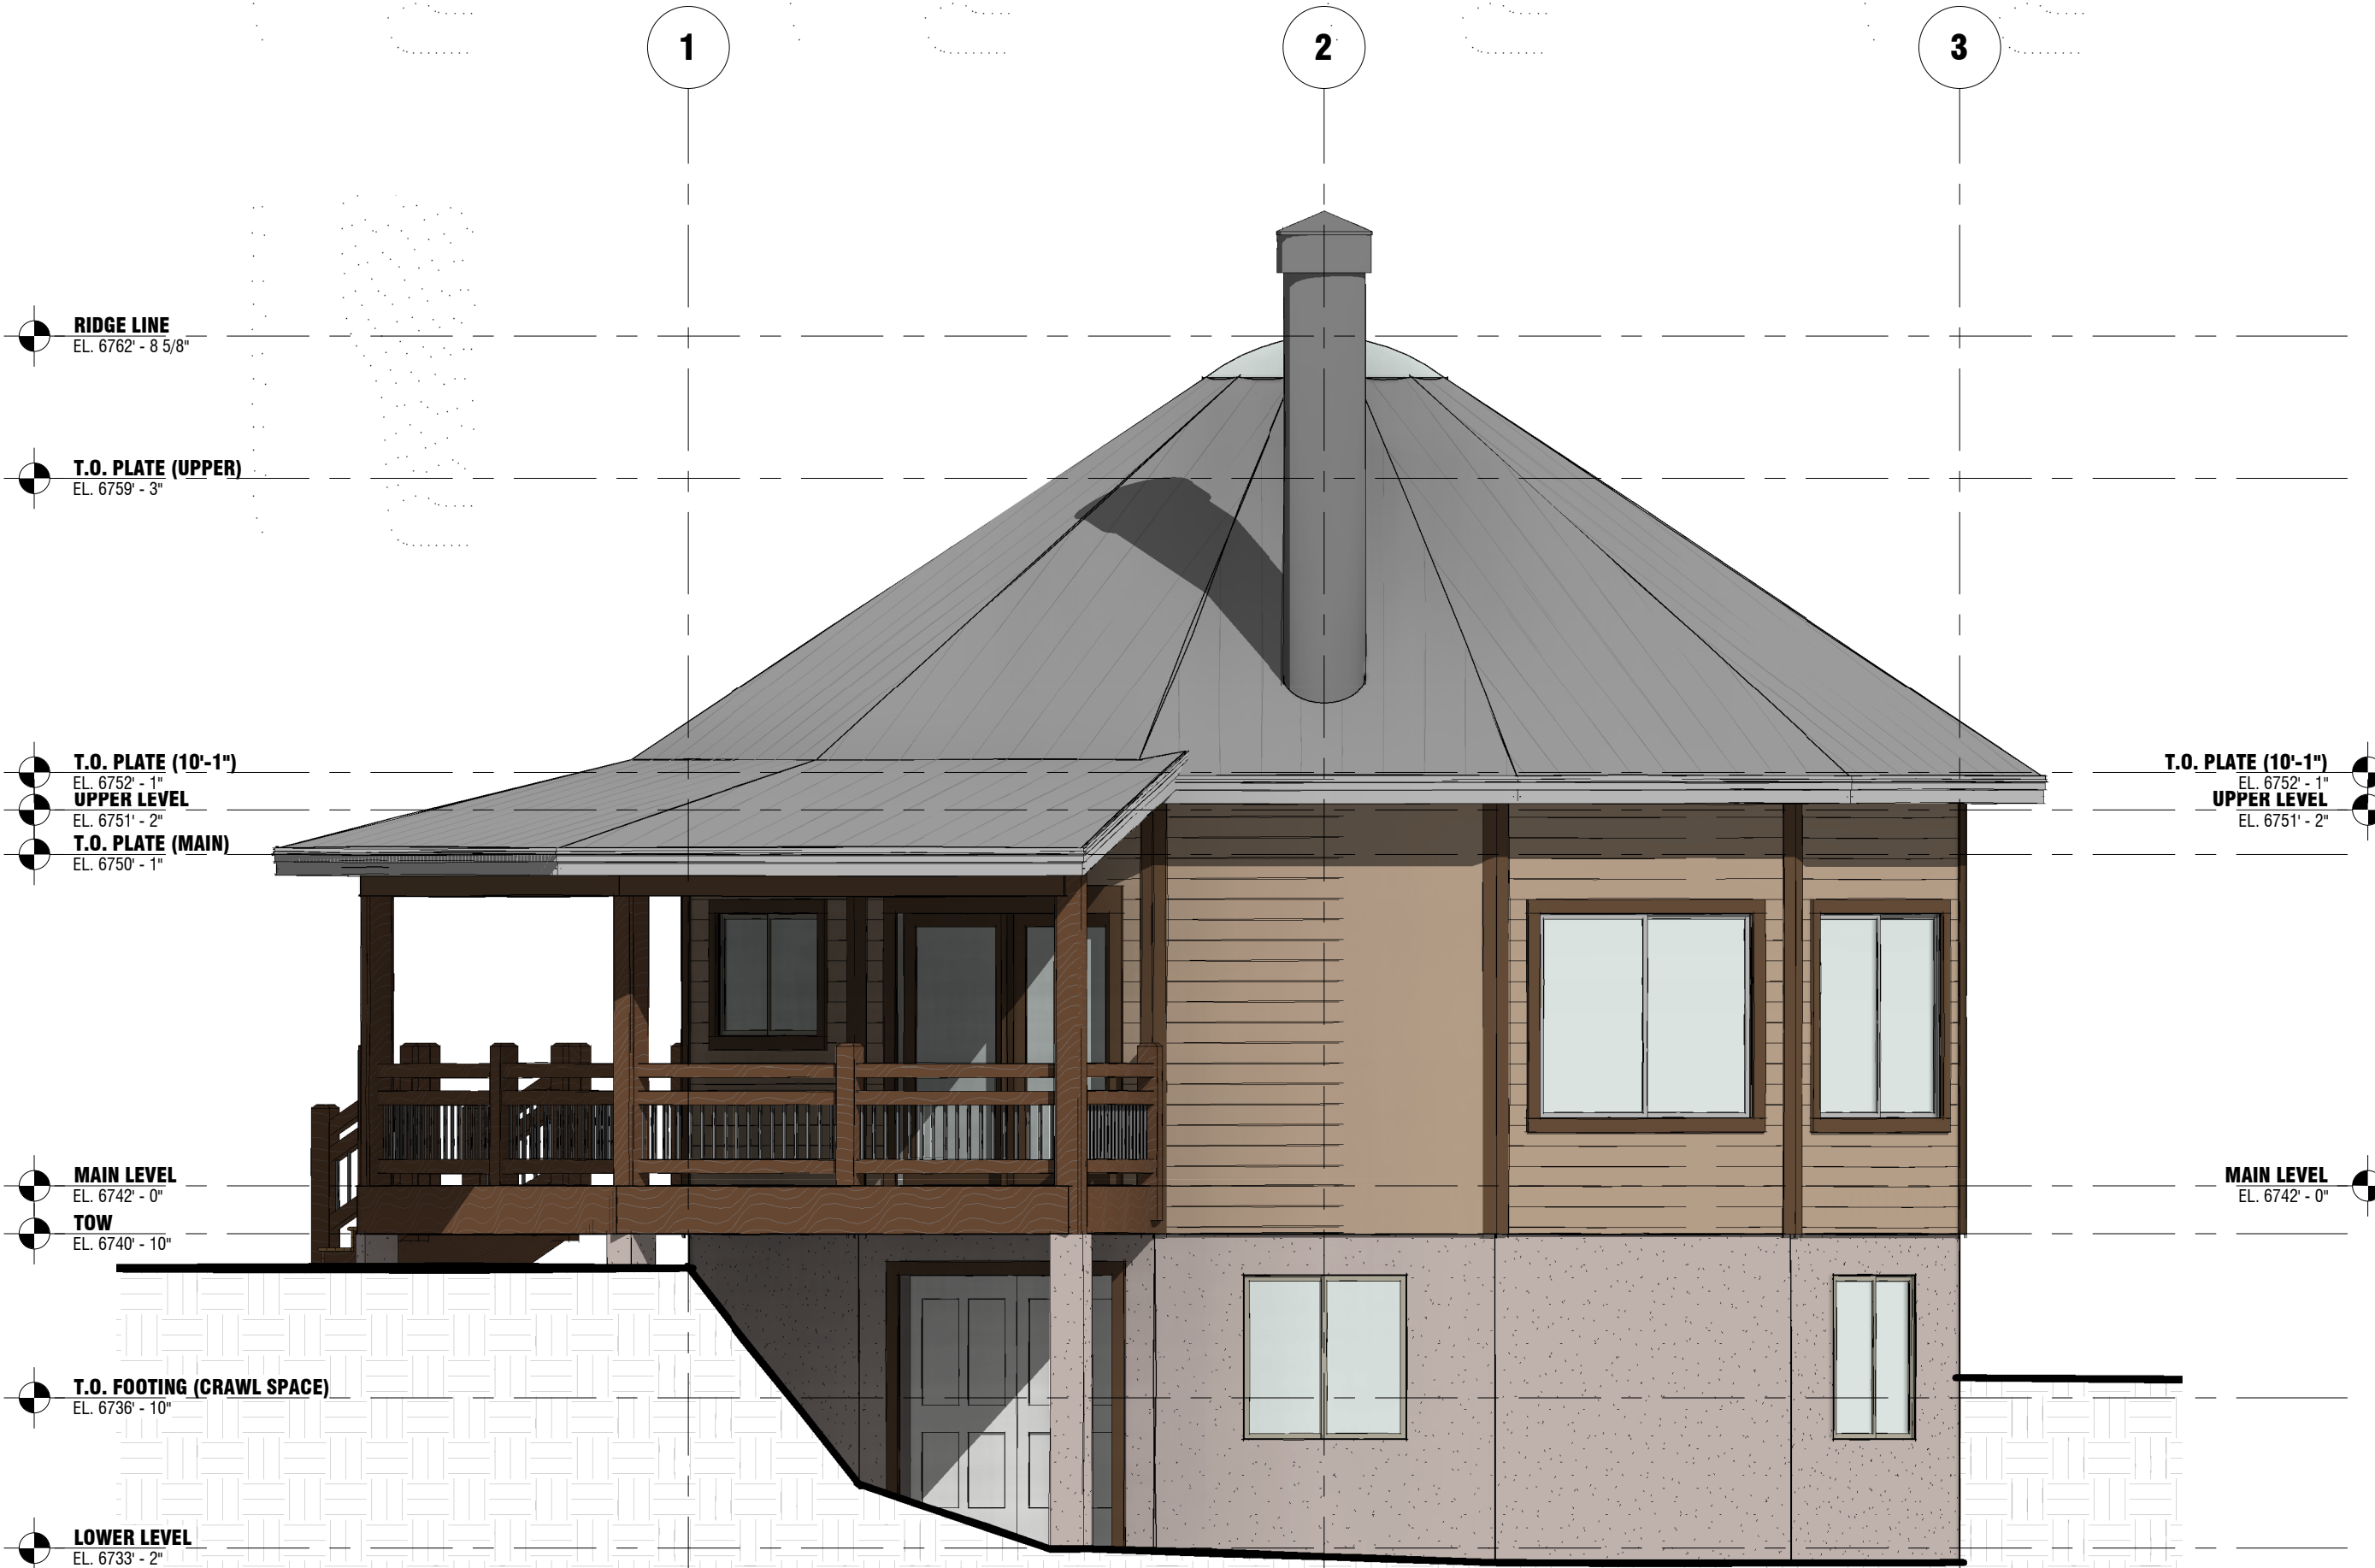 1
2
3
RIDGE LINE
EL. 6762' - 8 5/8"
T.O. PLATE (UPPER)
EL. 6759' - 3"
T.O. PLATE (10'-1")
EL. 6752' - 1"
UPPER LEVEL
EL. 6751' - 2"
T.O. PLATE (MAIN)
EL. 6750' - 1"
T.O. PLATE (10'-1")
EL. 6752' - 1"
UPPER LEVEL
EL. 6751' - 2"
MAIN LEVEL
EL. 6742' - 0"
TOW
EL. 6740' - 10"
MAIN LEVEL
EL. 6742' - 0"
T.O. FOOTING (CRAWL SPACE)
EL. 6736' - 10"
LOWER LEVEL
EL. 6733' - 2"